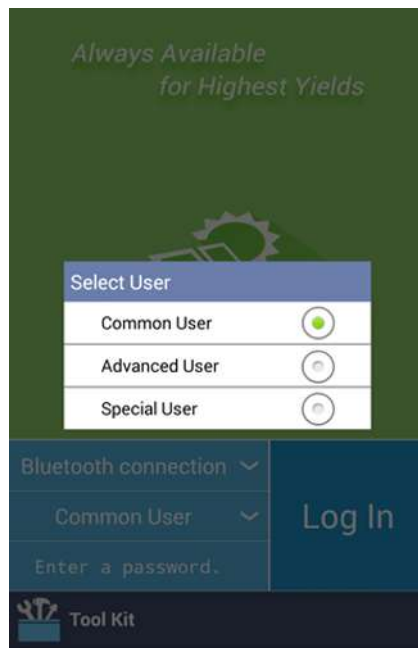 Always Available
for Highest Yields
Select User
Common User
Advanced User
Special User
Bluetooth connection
Common User
Log In
Enter a password.
Tool Kit